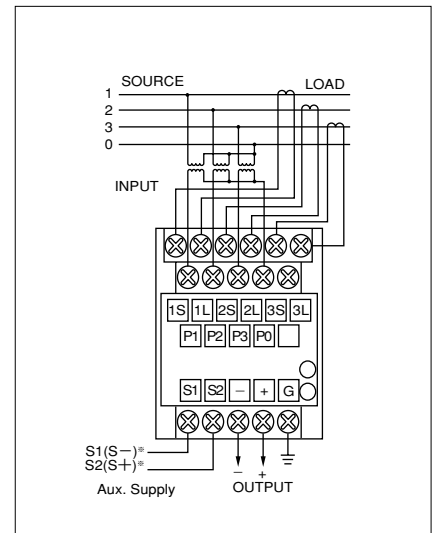 SOURCE LOAD
1
2
3
0
INPUT
1S 1L 2S 2L 3S 3L
P1 P2 P3 P0
S1 S2 − + G
S1(S−)※
S2(S+)※
− +
Aux. Supply OUTPUT